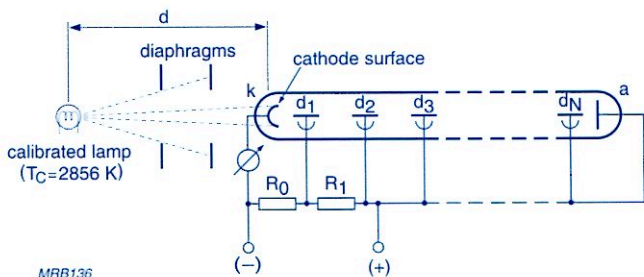 d
diaphragms
cathode surface
k
d1
d2
d3
dN
a
calibrated lamp
(TC=2856 K)
R0
R1
(−)
(+)
MRB136